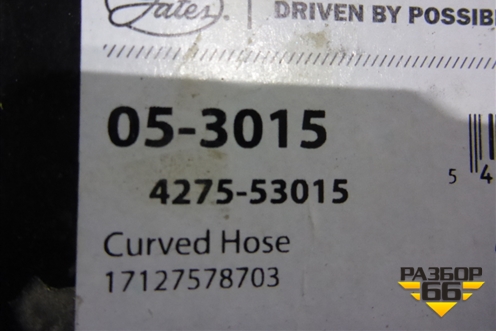 Gates
DRIVEN BY POSSIB
05-3015
4275-53015
5 4
Curved Hose
17127578703
РАЗБОР
66